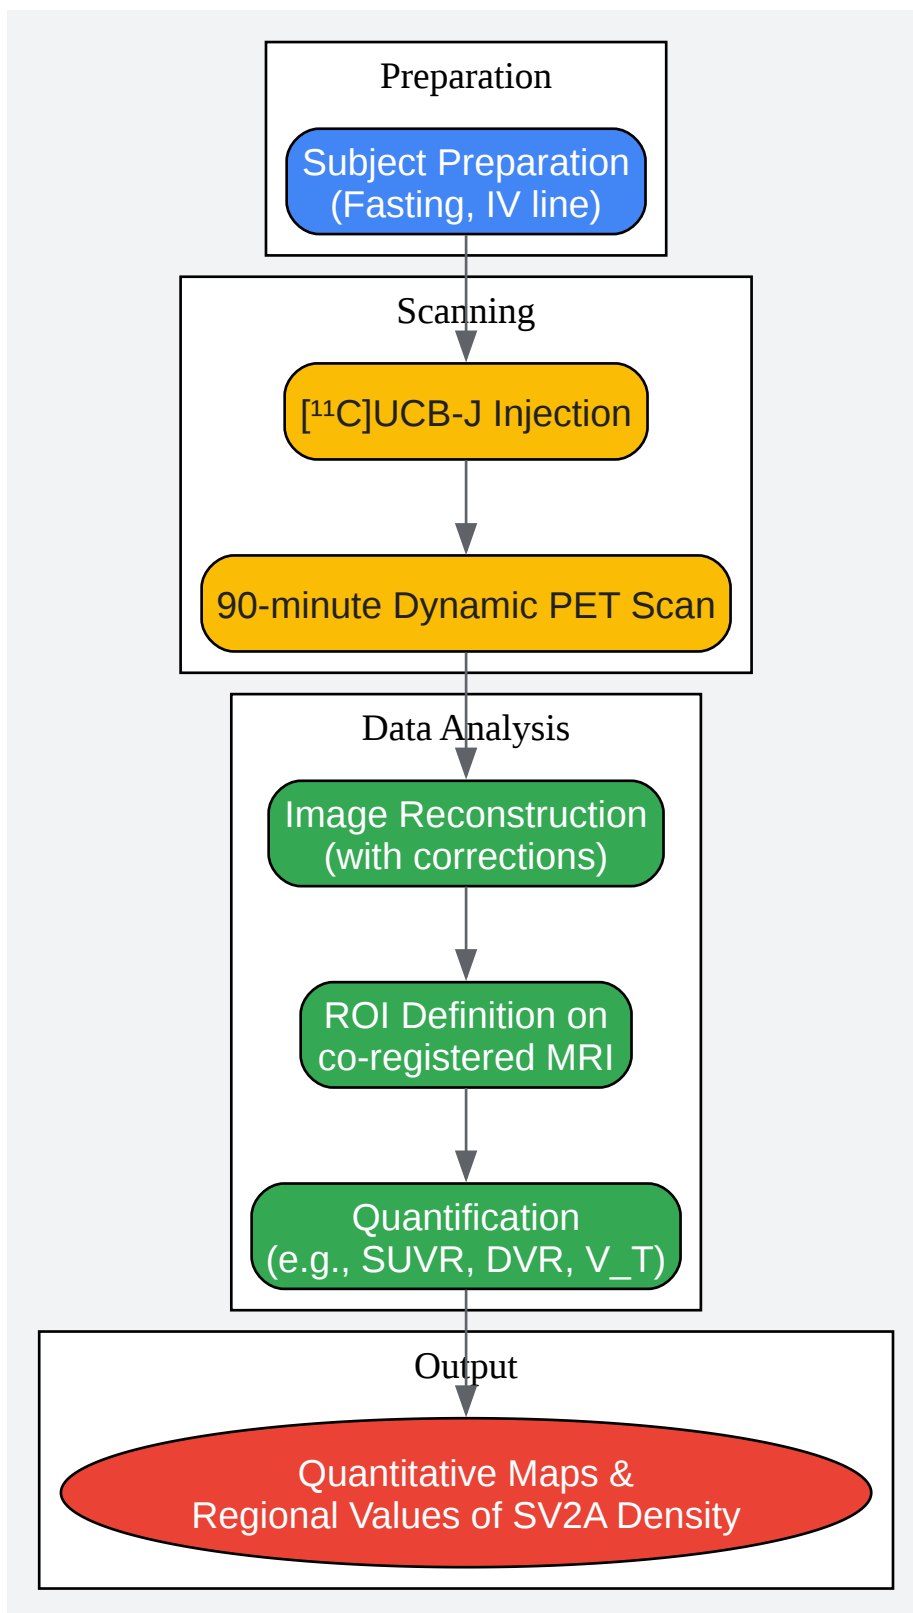 Preparation
Subject Preparation
(Fasting, IV line)
Scanning
[¹¹C]UCB-J Injection
90-minute Dynamic PET Scan
Data Analysis
Image Reconstruction
(with corrections)
ROI Definition on
co-registered MRI
Quantification
(e.g., SUVR, DVR, V_T)
Output
Quantitative Maps &
Regional Values of SV2A Density